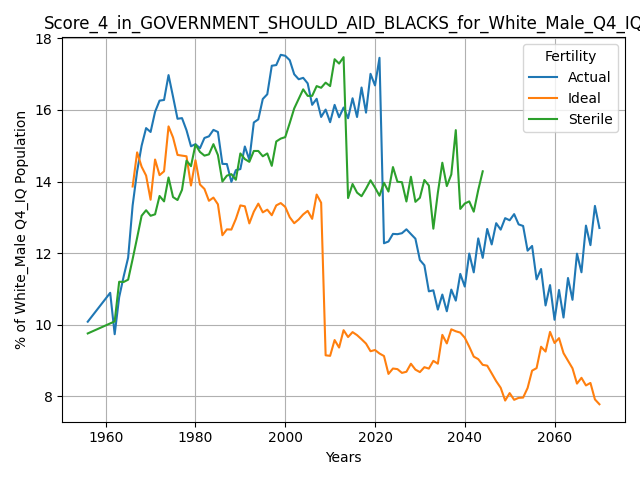 Score_4_in_GOVERNMENT_SHOULD_AID_BLACKS_for_White_Male_Q4_IQ
18
16
14
12
10
8
% of White_Male Q4_IQ Population
Fertility
Actual
Ideal
Sterile
1960 1980 2000 2020 2040 2060
Years